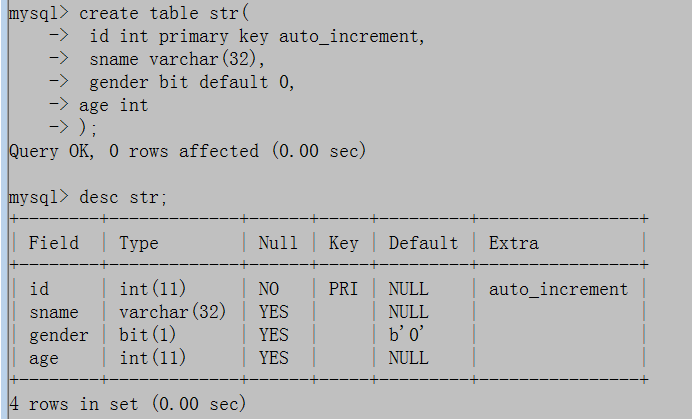 mysql> create table str(
    -> id int primary key auto_increment,
    -> sname varchar(32),
    -> gender bit default 0,
    -> age int
    -> );
Query OK, 0 rows affected (0.00 sec)

mysql> desc str;
+--------+-------------+------+-----+---------+----------------+
| Field  | Type        | Null | Key | Default | Extra          |
+--------+-------------+------+-----+---------+----------------+
| id     | int(11)     | NO   | PRI | NULL    | auto_increment |
| sname  | varchar(32) | YES  |     | NULL    |                |
| gender | bit(1)      | YES  |     | b'0'    |                |
| age    | int(11)     | YES  |     | NULL    |                |
+--------+-------------+------+-----+---------+----------------+
4 rows in set (0.00 sec)